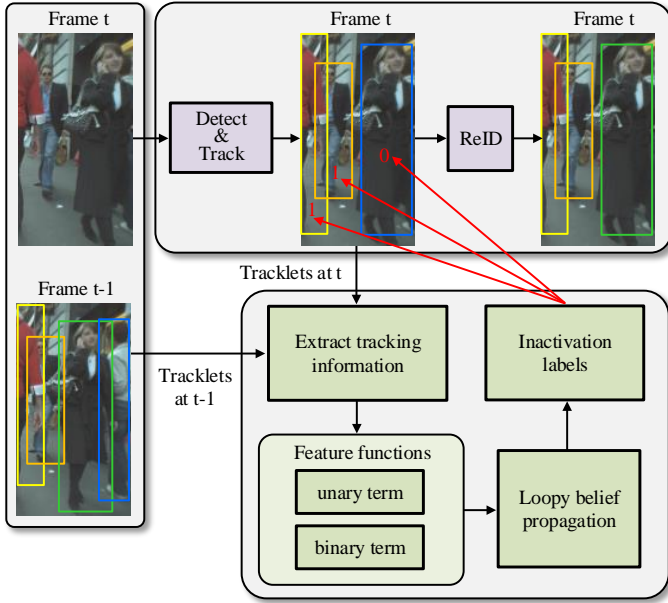 Frame t
Frame t
Frame t
Detect
&
Track
ReID
0
1
1
Tracklets at t
Frame t-1
Tracklets
at t-1
Extract tracking
information
Inactivation
labels
Feature functions
unary term
binary term
Loopy belief
propagation